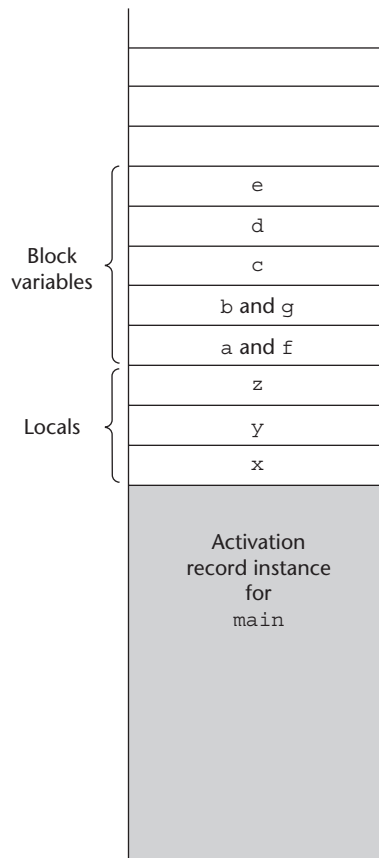 e
d
Block
variables
c
b and g
a and f
z
Locals
y
x
Activation
record instance
for
main